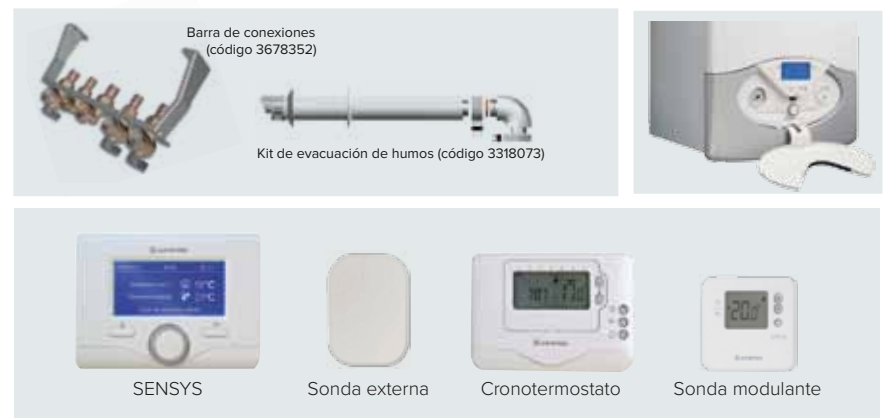 Barra de conexiones
(código 3678352)
Kit de evacuación de humos (código 3318073)
SENSYS
Sonda externa
Cronotermostato
Sonda modulante